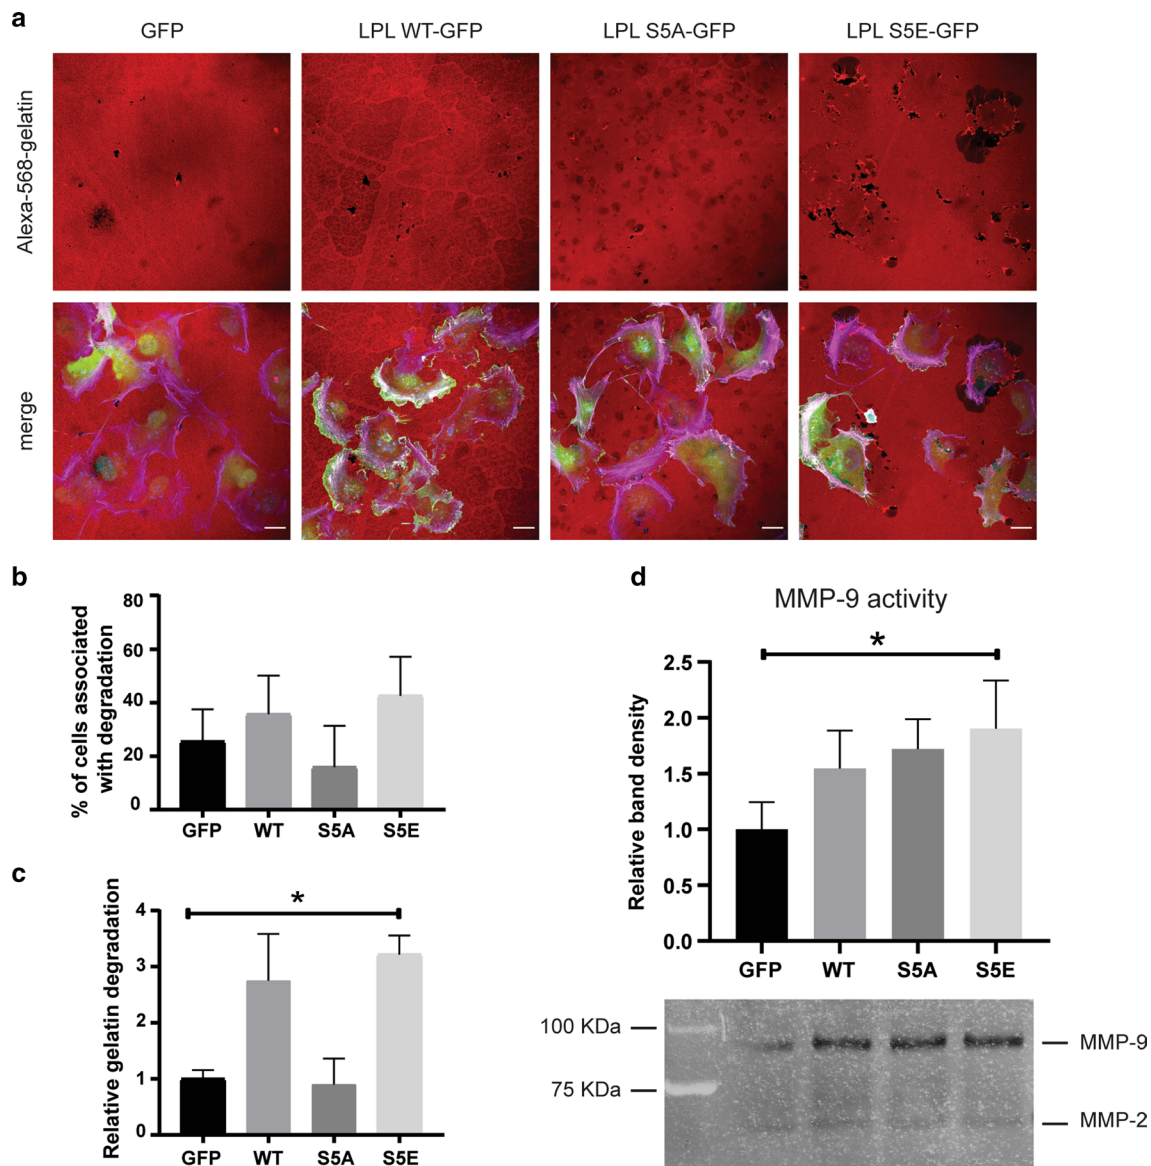 a
GFP
LPL WT-GFP
LPL S5A-GFP
LPL S5E-GFP
Alexa-568-gelatin
merge
b
% of cells associated
with degradation
80
60
40
20
0
GFP
WT
S5A
S5E
c
Relative gelatin degradation
*
4
3
2
1
0
GFP
WT
S5A
S5E
d
MMP-9 activity
*
Relative band density
2.5
2.0
1.5
1.0
0.5
0.0
GFP
WT
S5A
S5E
100 KDa
75 KDa
MMP-9
MMP-2